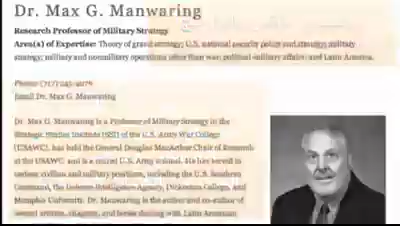 Dr. Max G. Manwaring
Research Professor of Military Strategy
Area(s) of Expertise: Theory of grand strategy; U.S. national security policy and strategy; military
strategy; military and nonmilitary operations other than war; political-military affairs; and Latin America.
Phone: (717) 245-
Email Dr. Max G. Manwaring
Dr. Max G. Manwaring is a Professor of Military Strategy in the
Strategic Studies Institute (SSI) of the U.S. Army War College
(USAWC), has held the General Douglas MacArthur Chair of Research
at the USAWC, and is a retired U.S. Army colonel. He has served in
various civilian and military positions, including the U.S. Southern
Command, the Defense Intelligence Agency, Dickinson College, and
Memphis University. Dr. Manwaring is the author and co-author of
several articles, chapters, and books dealing with Latin American